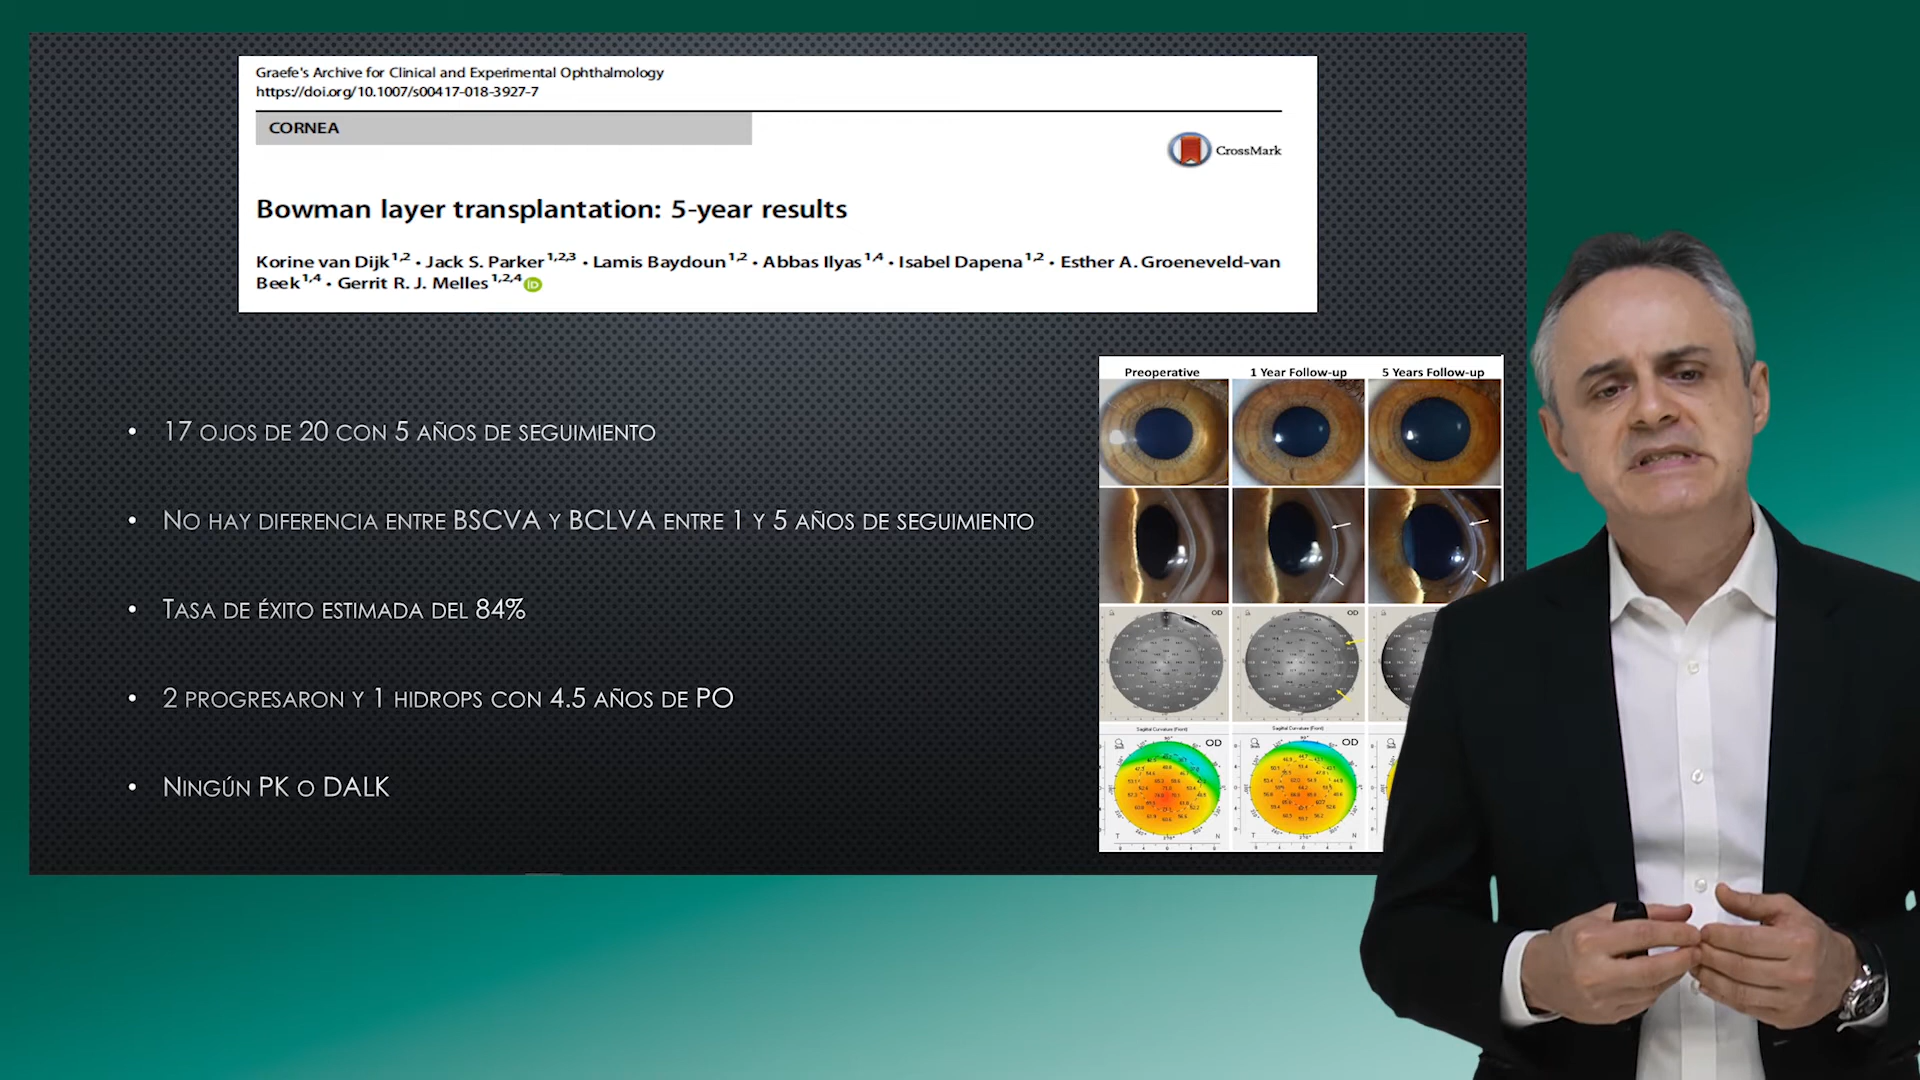 Graefe's Archive for Clinical and Experimental Ophthalmology
https://doi.org/10.1007/s00417-018-3927-7
CORNEA
CrossMark
Bowman layer transplantation: 5-year results
Korine van Dijk 1,2 • Jack S. Parker 1,2,3 • Lamis Baydoun 1,2 • Abbas Ilyas 1,4 • Isabel Dapena 1,2 • Esther A. Groeneveld-van
Beek 1,4 • Gerrit R. J. Melles 1,2,4 iD
• 17 OJOS DE 20 CON 5 AÑOS DE SEGUIMIENTO
• NO HAY DIFERENCIA ENTRE BSCVA Y BCLVA ENTRE 1 Y 5 AÑOS DE SEGUIMIENTO
• TASA DE ÉXITO ESTIMADA DEL 84%
• 2 PROGRESARON Y 1 HIDROPS CON 4.5 AÑOS DE PO
• NINGÚN PK O DALK
Preoperative 1 Year Follow-up 5 Years Follow-up
OD OD
Sagittal Curvature (Front) Sagittal Curvature (Front)
OD OD
T N T N